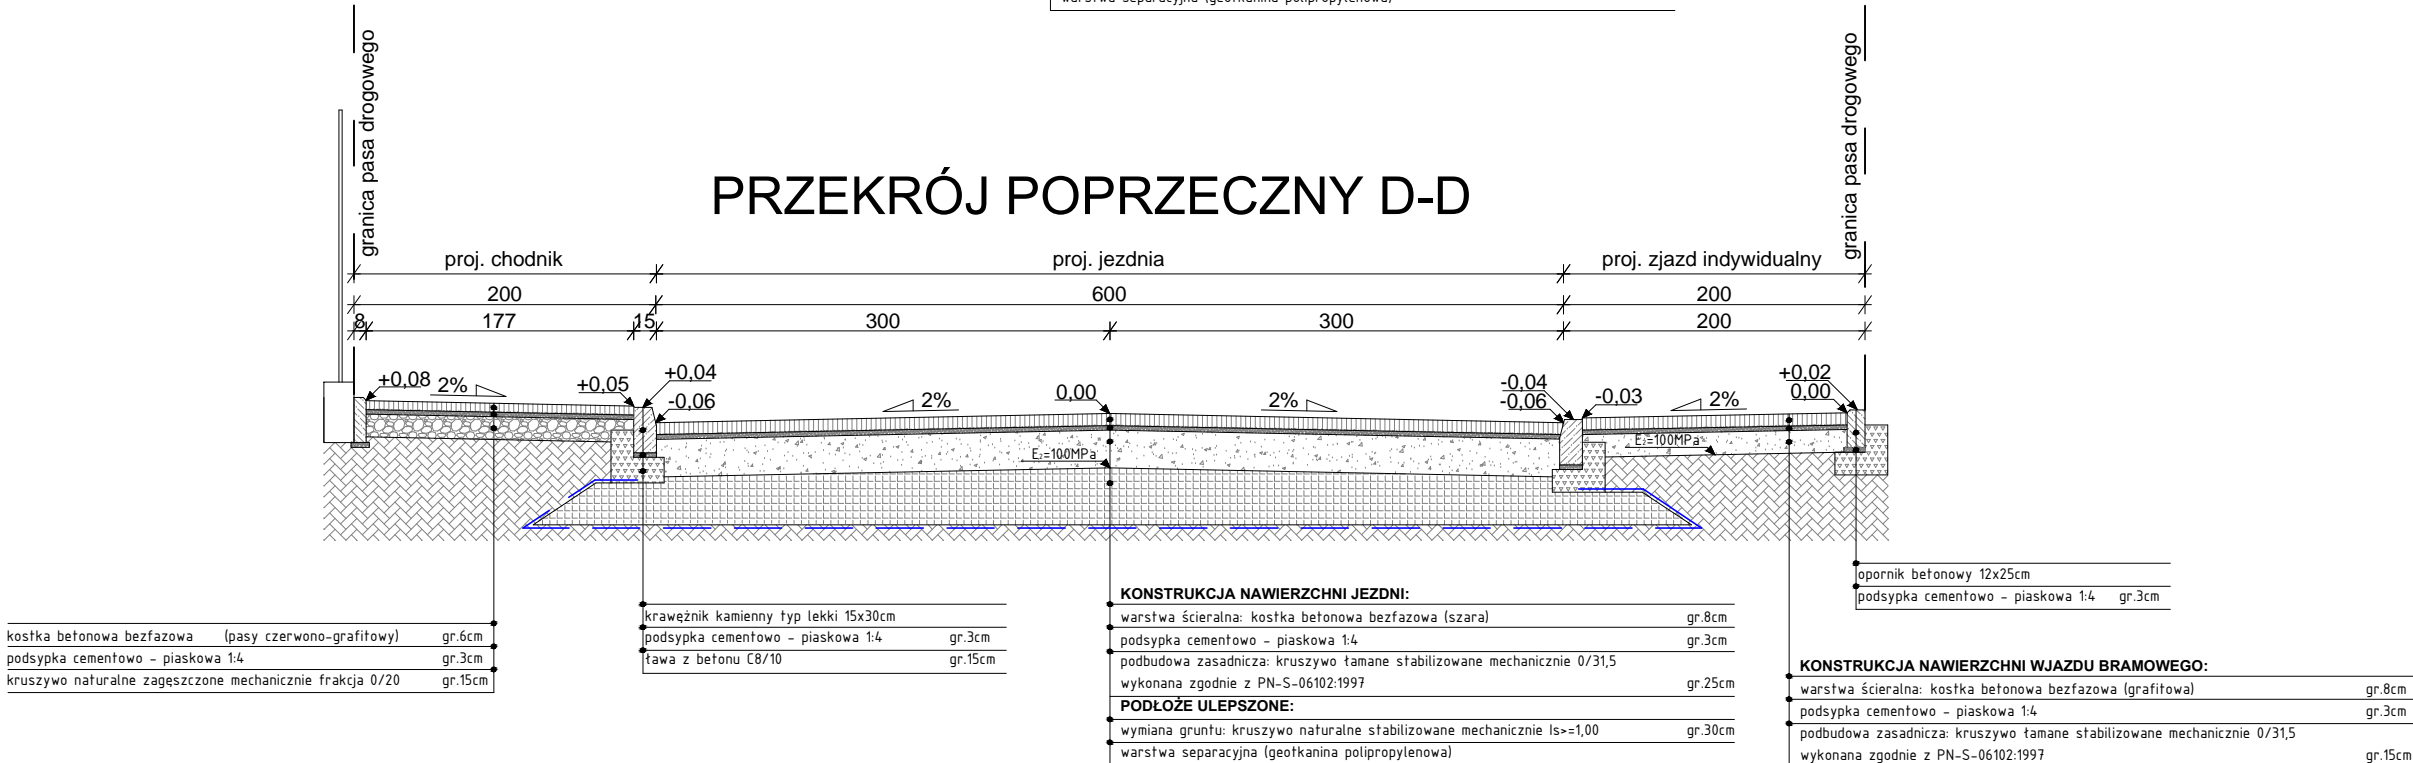 warstwa separacyjna (geotkanina polipropylenowa)
granica pasa drogowego
granica pasa drogowego
PRZEKRÓJ POPRZECZNY D-D
proj. chodnik
proj. jezdnia
proj. zjazd indywidualny
200
600
200
8
177
15
300
300
200
+0,08
2%
+0,05
+0,04
-0,06
2%
0,00
2%
-0,04
-0,06
-0,03
2%
+0,02
0,00
E₂=100MPa
E₂=100MPa
kostka betonowa bezfazowa (pasy czerwono-grafitowy) gr.6cm
podsypka cementowo - piaskowa 1:4 gr.3cm
kruszywo naturalne zagęszczone mechanicznie frakcja 0/20 gr.15cm
krawężnik kamienny typ lekki 15x30cm
podsypka cementowo - piaskowa 1:4 gr.3cm
ława z betonu C8/10 gr.15cm
KONSTRUKCJA NAWIERZCHNI JEZDNI:
warstwa ścieralna: kostka betonowa bezfazowa (szara) gr.8cm
podsypka cementowo - piaskowa 1:4 gr.3cm
podbudowa zasadnicza: kruszywo łamane stabilizowane mechanicznie 0/31,5
wykonana zgodnie z PN-S-06102:1997 gr.25cm
PODŁOŻE ULEPSZONE:
wymiana gruntu: kruszywo naturalne stabilizowane mechanicznie Is>=1,00 gr.30cm
warstwa separacyjna (geotkanina polipropylenowa)
opornik betonowy 12x25cm
podsypka cementowo - piaskowa 1:4 gr.3cm
KONSTRUKCJA NAWIERZCHNI WJAZDU BRAMOWEGO:
warstwa ścieralna: kostka betonowa bezfazowa (grafitowa) gr.8cm
podsypka cementowo - piaskowa 1:4 gr.3cm
podbudowa zasadnicza: kruszywo łamane stabilizowane mechanicznie 0/31,5
wykonana zgodnie z PN-S-06102:1997 gr.15cm